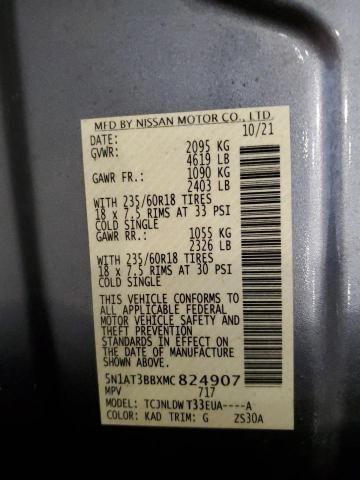 MFD BY NISSAN MOTOR CO., LTD.
DATE: 10/21
GVWR: 2095 KG
4619 LB
GAWR FR.: 1090 KG
2403 LB
WITH 235/60R18 TIRES
18 x 7.5 RIMS AT 33 PSI
COLD SINGLE
GAWR RR.: 1055 KG
2326 LB
WITH 235/60R18 TIRES
18 x 7.5 RIMS AT 30 PSI
COLD SINGLE
THIS VEHICLE CONFORMS TO
ALL APPLICABLE FEDERAL
MOTOR VEHICLE SAFETY AND
THEFT PREVENTION
STANDARDS IN EFFECT ON
THE DATE OF MANUFACTURE
SHOWN ABOVE.
5N1AT3BBXMC824907
MPV 717
MODEL: TCJNLDW T33EUA----A
COLOR: KAD TRIM: G ZS30A